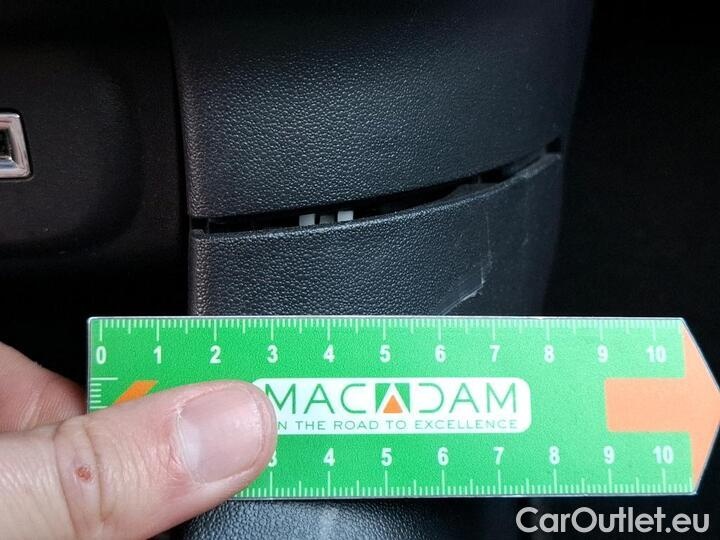 0 1 2 3 4 5 6 7 8 9 10
MACADAM
ON THE ROAD TO EXCELLENCE
3 4 5 6 7 8 9 10
CarOutlet.eu